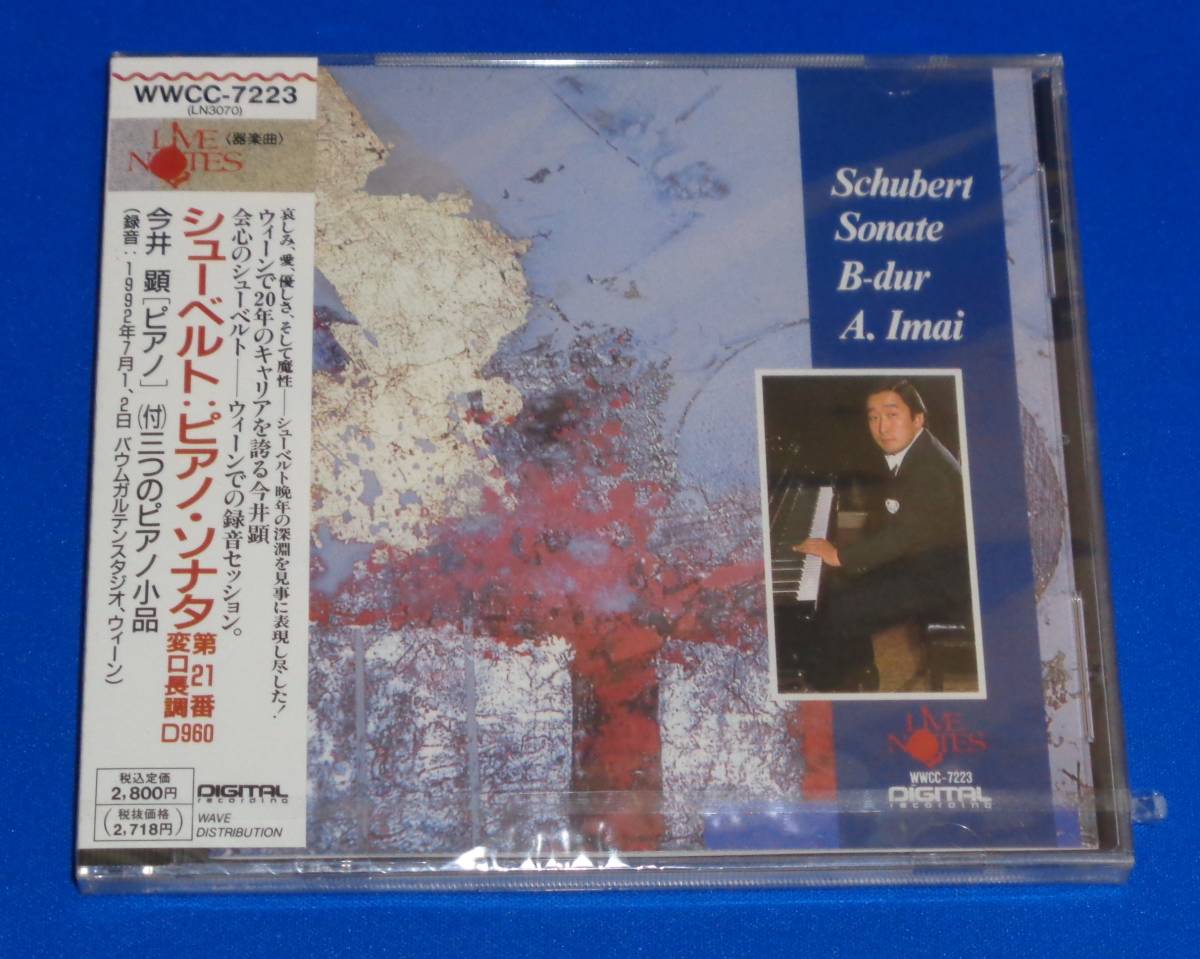 WWCC-7223
(LN3070)
LIVE NOTES
〈器楽曲〉
哀しみ、愛、優しさ、そして魔性――シューベルト晩年の深淵を見事に表現し尽した!
ウィーンで20年のキャリアを誇る今井顕、
会心のシューベルト――ウィーンでの録音セッション。
シューベルト:ピアノ・ソナタ 第21番
変ロ長調
D960
今井 顕[ピアノ] (付)三つのピアノ小品
(録音:1992年7月1、2日 バウムガルテンスタジオ、ウィーン)
税込定価
2,800円
(税抜価格
2,718円)
DIGITAL
recording
WAVE
DISTRIBUTION
Schubert
Sonate
B-dur
A. Imai
LIVE
NOTES
WWCC-7223
DIGITAL
recording